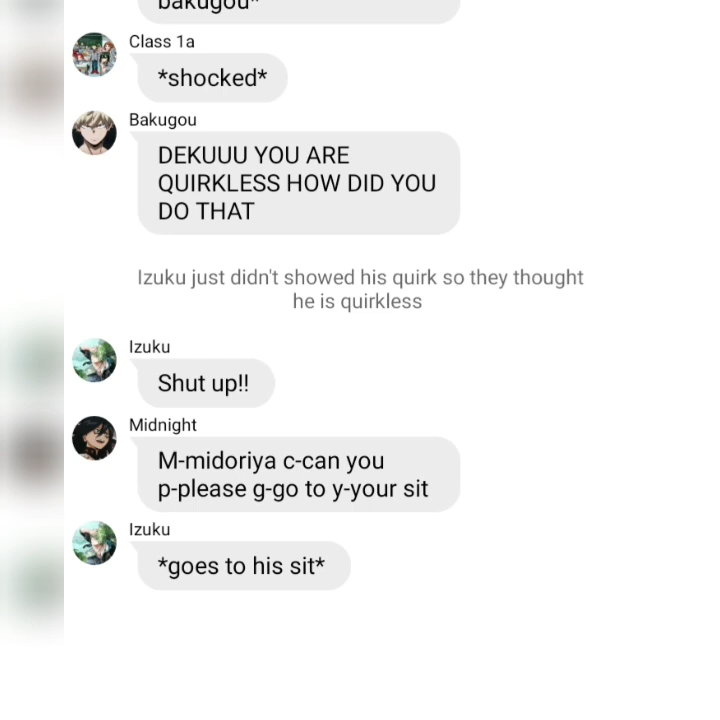 bakugou*
Class 1a
*shocked*
Bakugou
DEKUUU YOU ARE
QUIRKLESS HOW DID YOU
DO THAT
Izuku just didn't showed his quirk so they thought
he is quirkless
Izuku
Shut up!!
Midnight
M-midoriya c-can you
p-please g-go to y-your sit
Izuku
*goes to his sit*